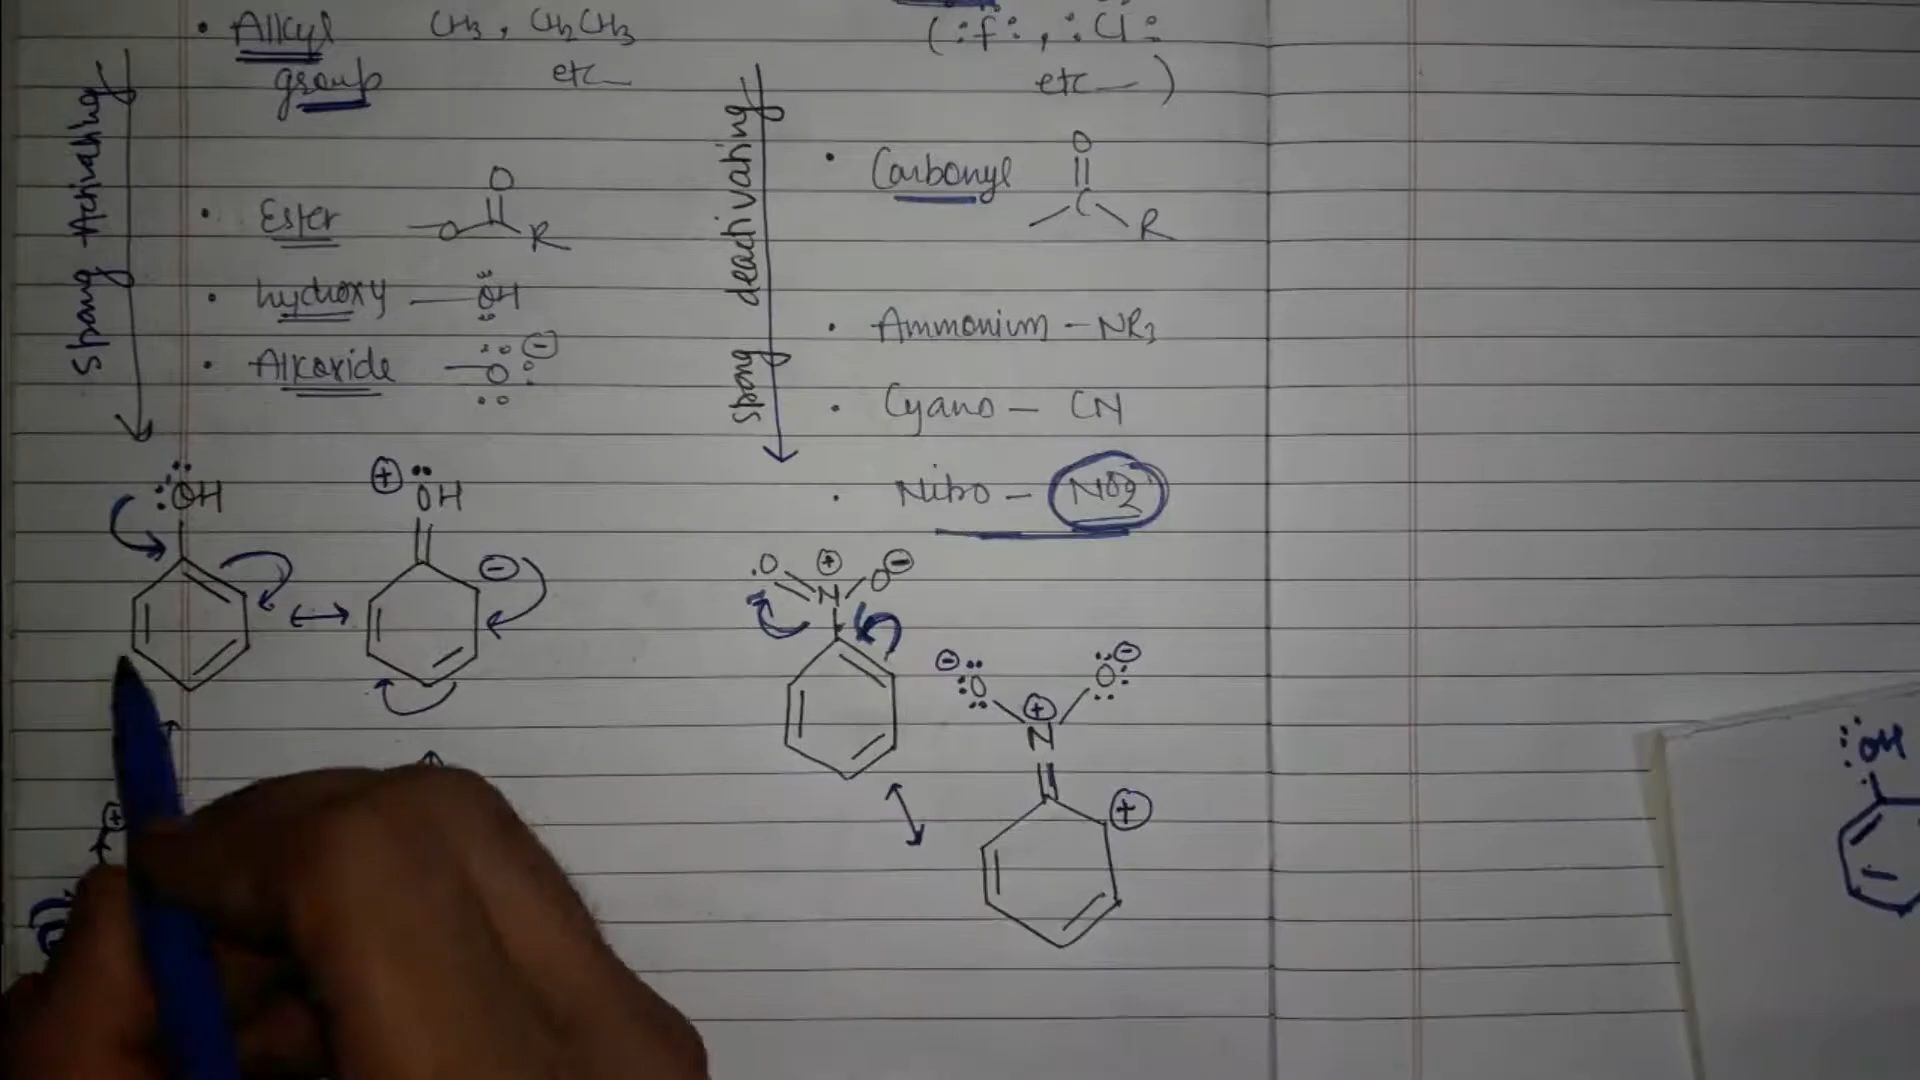 • Alkyl group CH3, CH2CH3 etc
• Ester O O R
• hydroxy — OH
• Alkoxide — O ⊖
Strong Activating
(:F:, :Cl: etc — )
• Carbonyl O C R
• Ammonium – NR3
• Cyano – CN
• Nitro – NO2
Strong deactivating
:OH
⊕ OH
⊖
⊕
.O N ⊕ O ⊖
⊖ :O N ⊕ O: ⊖
⊕
:OH